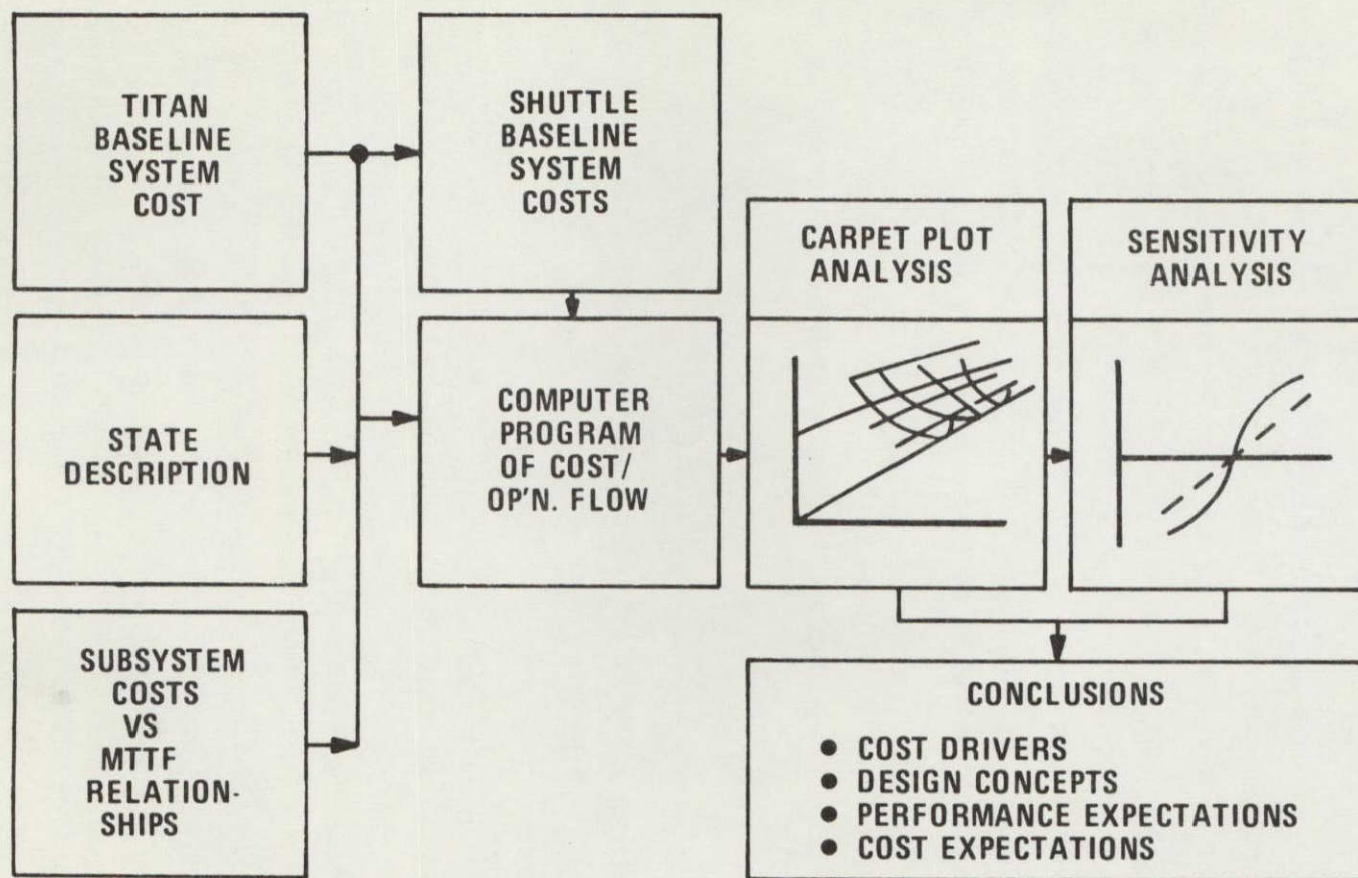 TITAN
BASELINE
SYSTEM
COST
SHUTTLE
BASELINE
SYSTEM
COSTS
STATE
DESCRIPTION
COMPUTER
PROGRAM
OF COST/
OP'N. FLOW
CARPET PLOT
ANALYSIS
SENSITIVITY
ANALYSIS
SUBSYSTEM
COSTS
VS
MTTF
RELATION-
SHIPS
CONCLUSIONS
● COST DRIVERS
● DESIGN CONCEPTS
● PERFORMANCE EXPECTATIONS
● COST EXPECTATIONS